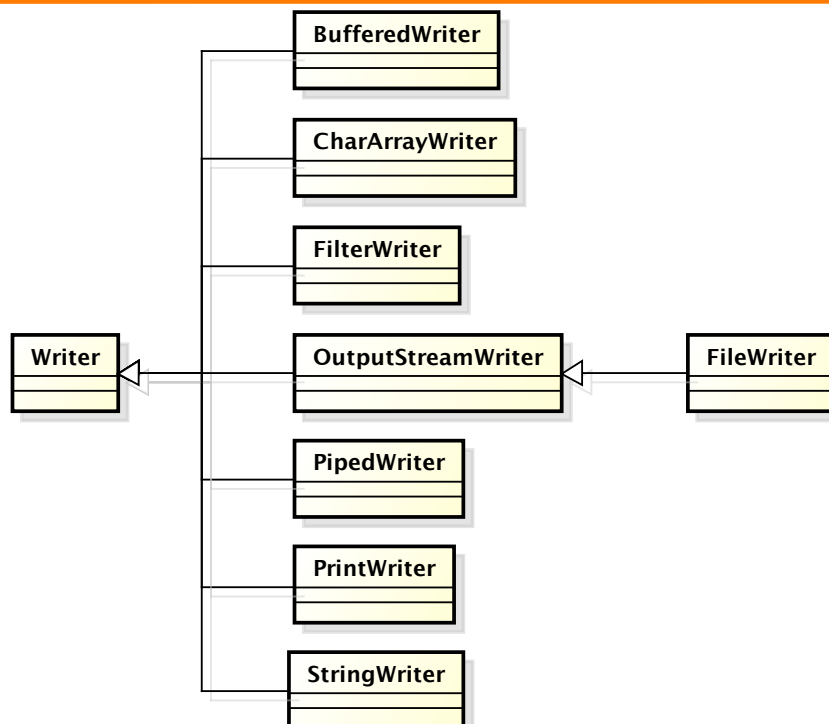 BufferedWriter
CharArrayWriter
FilterWriter
Writer
OutputStreamWriter
FileWriter
PipedWriter
PrintWriter
StringWriter